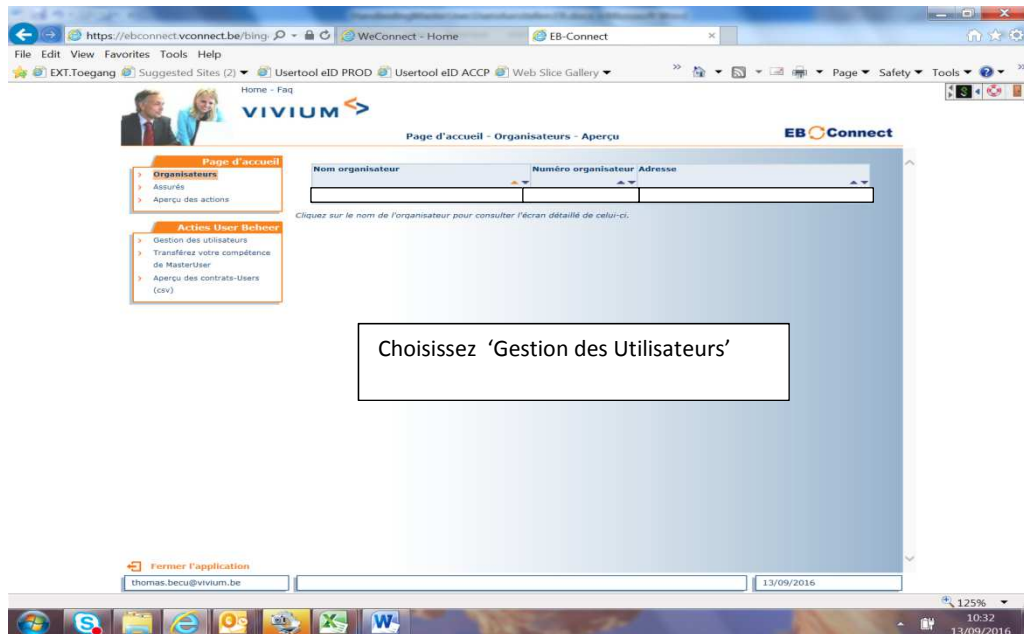 https://ebconnect.vconnect.be/bing
WeConnect - Home
EB-Connect
File Edit View Favorites Tools Help
EXT.Toegang Suggested Sites (2) Usertool eID PROD Usertool eID ACCP Web Slice Gallery
Page Safety Tools
Home - Faq
VIVIUM
Page d'accueil - Organisateurs - Aperçu
EB Connect
Page d'accueil
Organisateurs
Assurés
Aperçu des actions
Acties User Beheer
Gestion des utilisateurs
Transférez votre compétence
de MasterUser
Aperçu des contrats-Users
(csv)
Nom organisateur Numéro organisateur Adresse
Cliquez sur le nom de l'organisateur pour consulter l'écran détaillé de celui-ci.
Choisissez ‘Gestion des Utilisateurs’
Fermer l'application
thomas.becu@vivium.be
13/09/2016
125%
10:32
13/09/2016